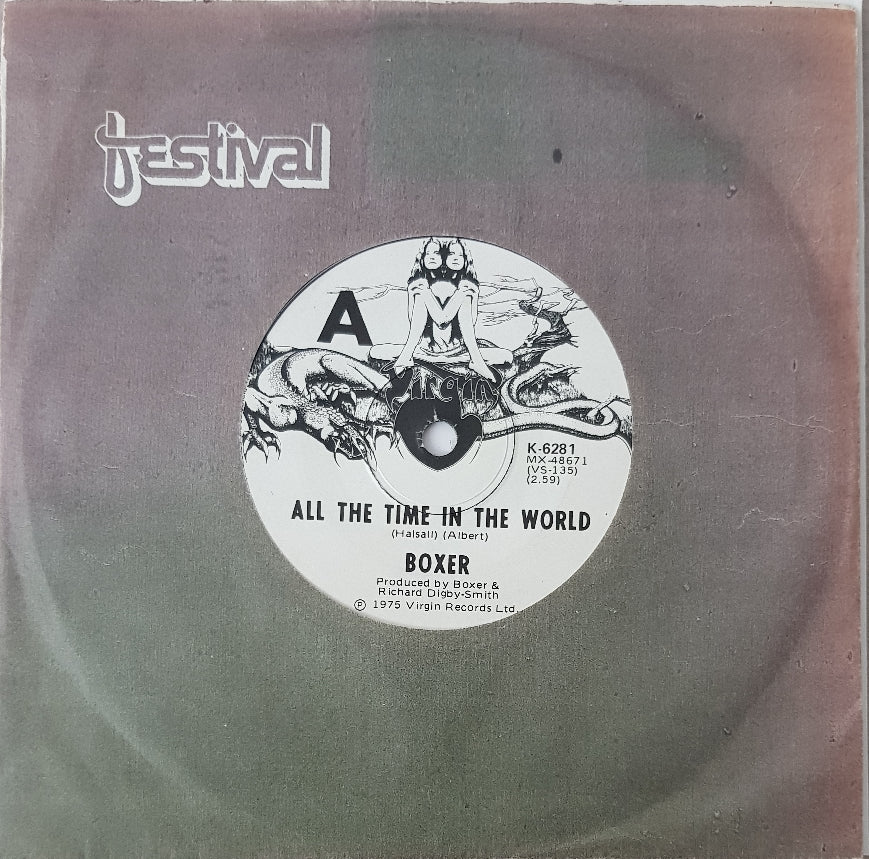 festival
A
Virgin
K-6281
MX-48671
(VS-135)
(2.59)
ALL THE TIME IN THE WORLD
(Halsall) (Albert)
BOXER
Produced by Boxer &
Richard Digby-Smith
℗ 1975 Virgin Records Ltd.